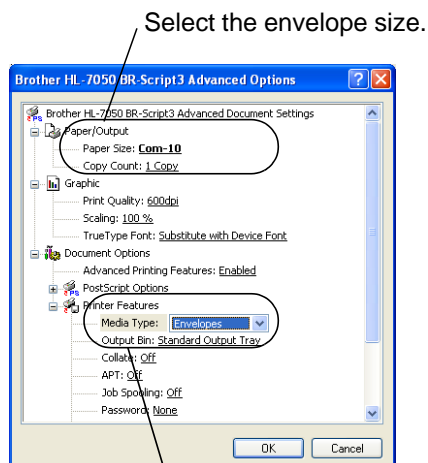 Select the envelope size.
Brother HL-7050 BR-Script3 Advanced Options
Brother HL-7050 BR-Script3 Advanced Document Settings
Paper/Output
Paper Size: Com-10
Copy Count: 1 Copy
Graphic
Print Quality: 600dpi
Scaling: 100 %
TrueType Font: Substitute with Device Font
Document Options
Advanced Printing Features: Enabled
PostScript Options
Printer Features
Media Type: Envelopes
Output Bin: Standard Output Tray
Collate: Off
APT: Off
Job Spooling: Off
Password: None
OK Cancel